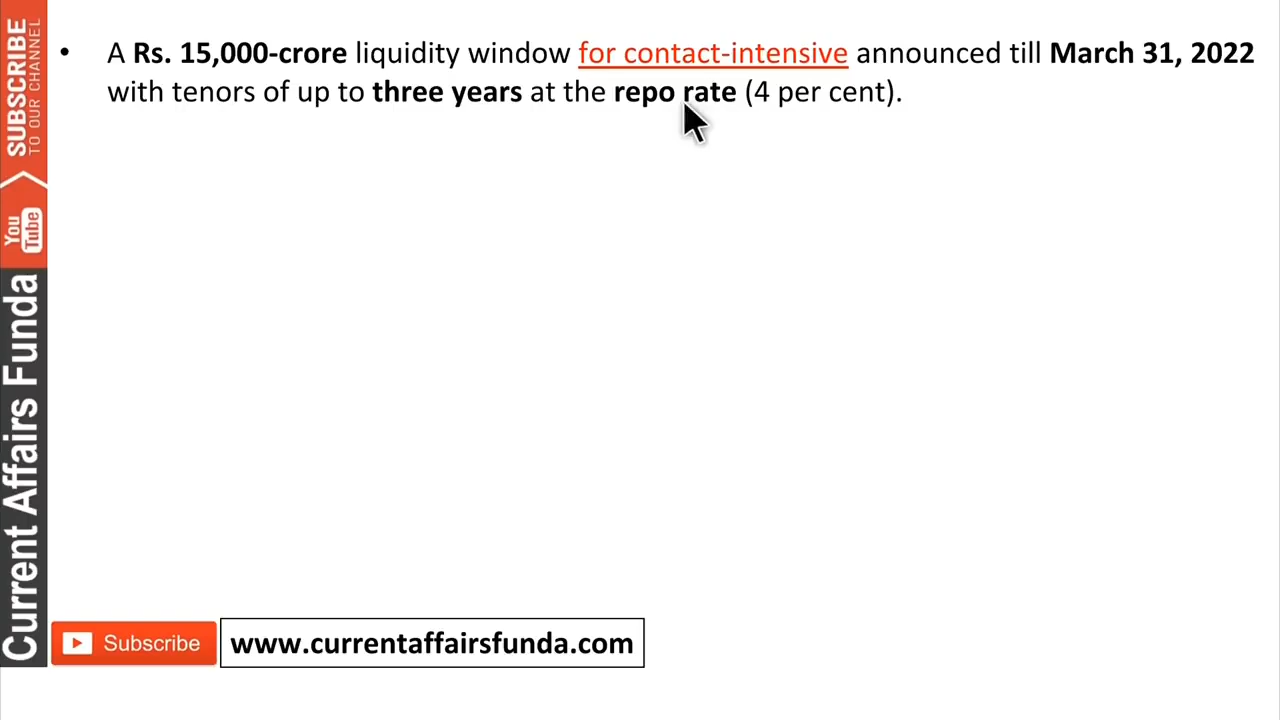 • A Rs. 15,000-crore liquidity window for contact-intensive announced till March 31, 2022
with tenors of up to three years at the repo rate (4 per cent).
SUBSCRIBE
TO OUR CHANNEL
You
Tube
Current Affairs Funda
Subscribe
www.currentaffairsfunda.com